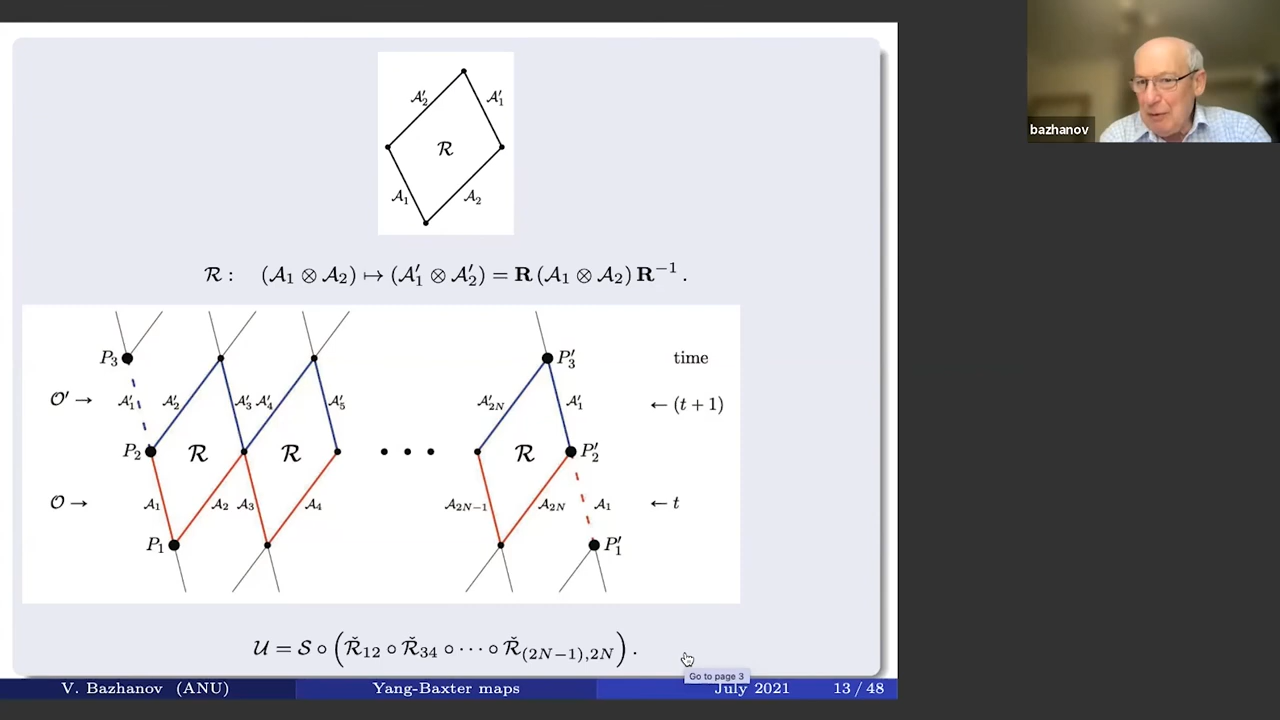 bazhanov
𝒜′₂ 𝒜′₁
ℛ
𝒜₁ 𝒜₂
ℛ : (𝒜₁ ⊗ 𝒜₂) ↦ (𝒜′₁ ⊗ 𝒜′₂) = 𝐑 (𝒜₁ ⊗ 𝒜₂) 𝐑⁻¹ .
P₃ P′₃ time
𝒪′ → 𝒜′₁ 𝒜′₂ 𝒜′₃ 𝒜′₄ 𝒜′₅ 𝒜′₂N 𝒜′₁ ← (t + 1)
P₂ ℛ ℛ • • • ℛ P′₂
𝒪 → 𝒜₁ 𝒜₂ 𝒜₃ 𝒜₄ 𝒜₂N−1 𝒜₂N 𝒜₁ ← t
P₁ P′₁
𝒰 = 𝒮 ∘ (ℛ̌₁₂ ∘ ℛ̌₃₄ ∘ ⋯ ∘ ℛ̌₍₂N−1₎,₂N) .
Go to page 3
V. Bazhanov (ANU) Yang-Baxter maps July 2021 13 / 48